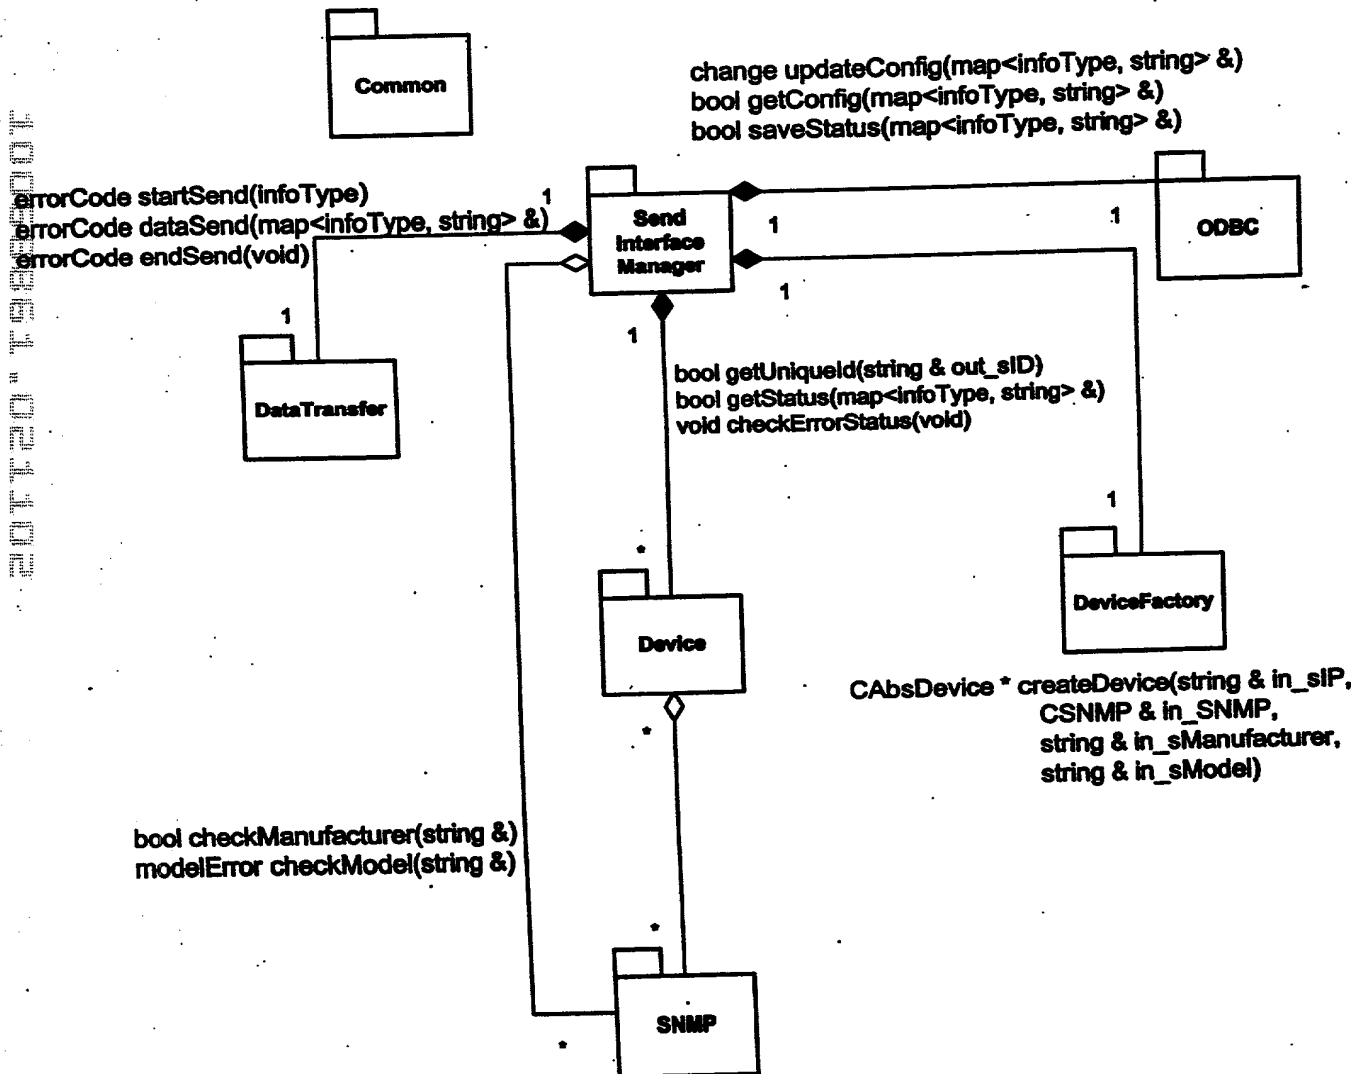 Common
change updateConfig(map<infoType, string> &)
bool getConfig(map<infoType, string> &)
bool saveStatus(map<infoType, string> &)
errorCode startSend(infoType)
errorCode dataSend(map<infoType, string> &)
errorCode endSend(void)
1
Send
Interface
Manager
1
1
ODBC
1
1
1
DataTransfer
bool getUniqueId(string & out_sID)
bool getStatus(map<infoType, string> &)
void checkErrorStatus(void)
1
*
Device
DeviceFactory
CAbsDevice * createDevice(string & in_sIP,
CSNMP & in_SNMP,
string & in_sManufacturer,
string & in_sModel)
*
bool checkManufacturer(string &)
modelError checkModel(string &)
*
SNMP
*